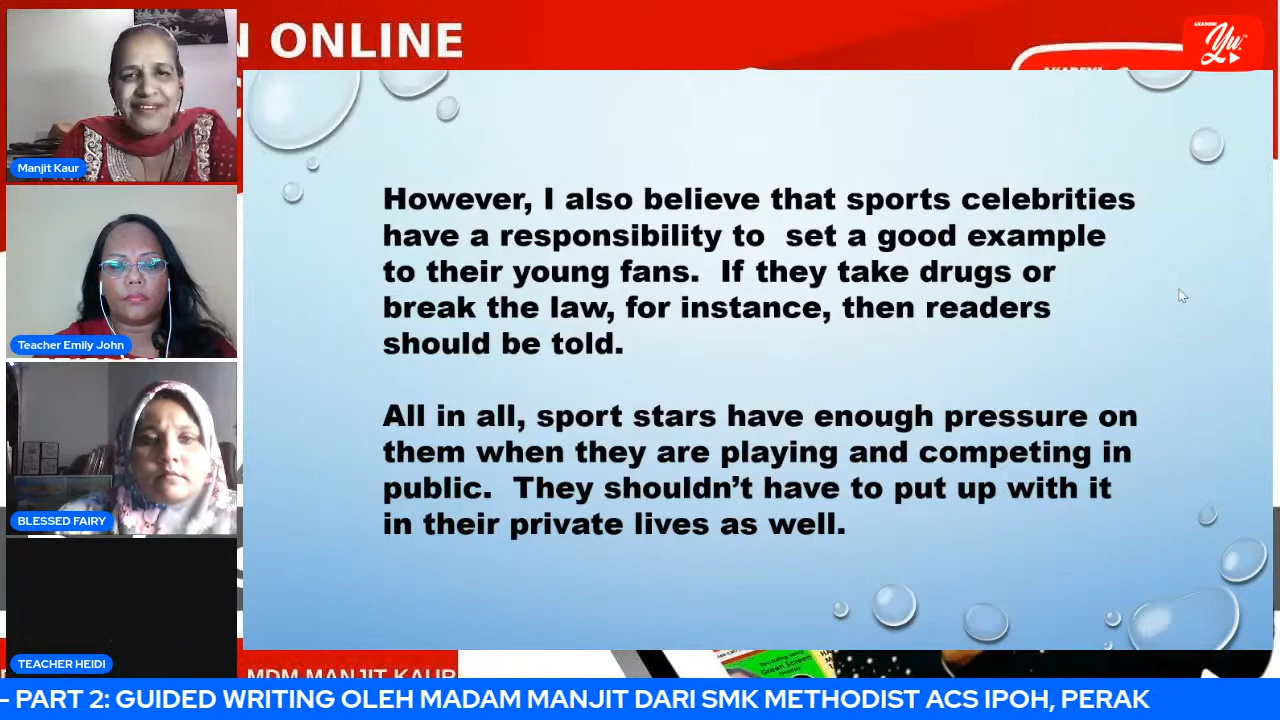 N ONLINE
AKADEMI
Yu
Manjit Kaur
However, I also believe that sports celebrities
have a responsibility to set a good example
to their young fans. If they take drugs or
break the law, for instance, then readers
should be told.
All in all, sport stars have enough pressure on
them when they are playing and competing in
public. They shouldn't have to put up with it
in their private lives as well.
Teacher Emily John
BLESSED FAIRY
TEACHER HEIDI
MDM MANJIT KAUR
Green Screen
– PART 2: GUIDED WRITING OLEH MADAM MANJIT DARI SMK METHODIST ACS IPOH, PERAK